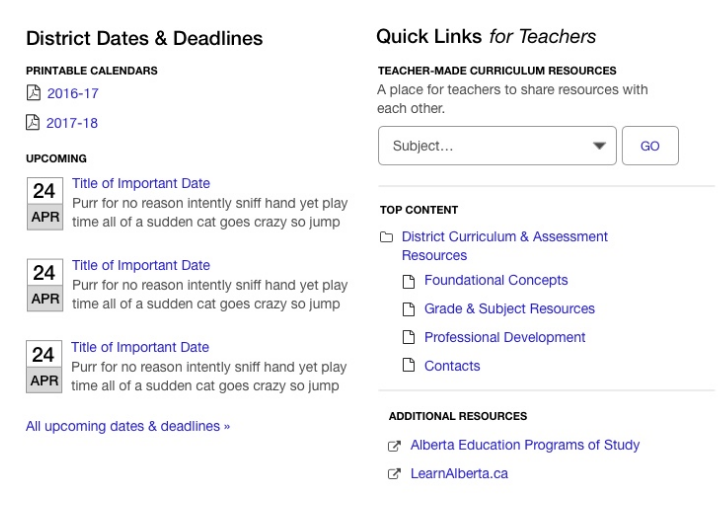 District Dates & Deadlines
PRINTABLE CALENDARS
2016-17
2017-18
UPCOMING
24
APR
Title of Important Date
Purr for no reason intently sniff hand yet play
time all of a sudden cat goes crazy so jump
24
APR
Title of Important Date
Purr for no reason intently sniff hand yet play
time all of a sudden cat goes crazy so jump
24
APR
Title of Important Date
Purr for no reason intently sniff hand yet play
time all of a sudden cat goes crazy so jump
All upcoming dates & deadlines »
Quick Links for Teachers
TEACHER-MADE CURRICULUM RESOURCES
A place for teachers to share resources with
each other.
Subject...
GO
TOP CONTENT
District Curriculum & Assessment
Resources
Foundational Concepts
Grade & Subject Resources
Professional Development
Contacts
ADDITIONAL RESOURCES
Alberta Education Programs of Study
LearnAlberta.ca